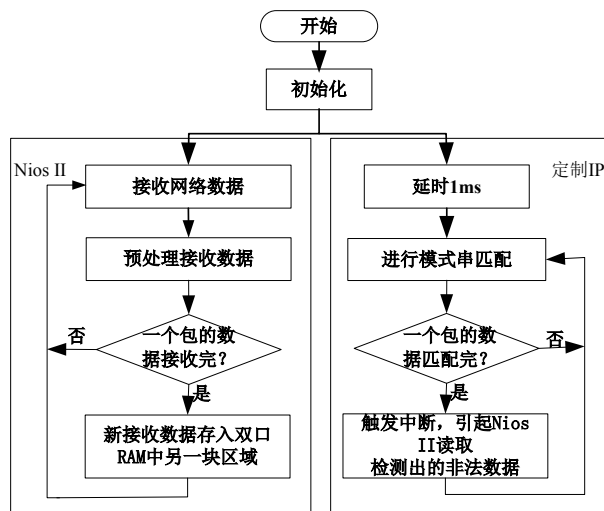 开始
初始化
Nios II
接收网络数据
预处理接收数据
否
一个包的数
据接收完？
是
新接收数据存入双口
RAM中另一块区域
定制IP
延时1ms
进行模式串匹配
一个包的数
据匹配完？
否
是
触发中断，引起Nios
II读取
检测出的非法数据